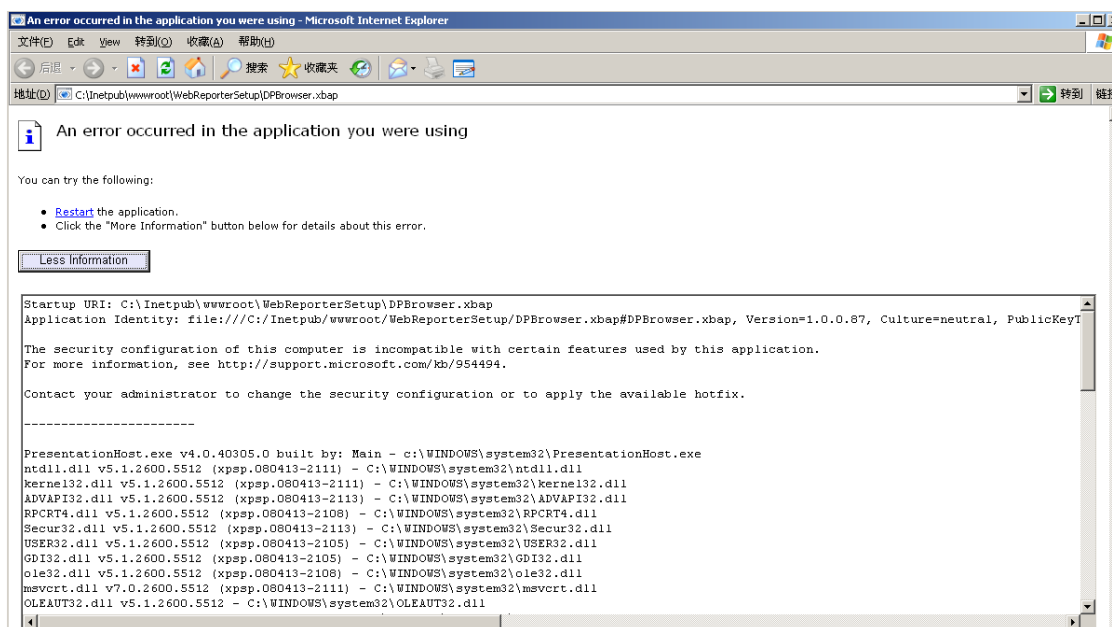 An error occurred in the application you were using - Microsoft Internet Explorer
文件(F) Edit View 转到(O) 收藏(A) 帮助(H)
后退 搜索 收藏夹
地址(D) C:\Inetpub\wwwroot\WebReporterSetup\DPBrowser.xbap 转到 链接
An error occurred in the application you were using
You can try the following:
Restart the application.
Click the "More Information" button below for details about this error.
Less Information
Startup URI: C:\Inetpub\wwwroot\WebReporterSetup\DPBrowser.xbap
Application Identity: file:///C:/Inetpub/wwwroot/WebReporterSetup/DPBrowser.xbap#DPBrowser.xbap, Version=1.0.0.87, Culture=neutral, PublicKeyT
The security configuration of this computer is incompatible with certain features used by this application.
For more information, see http://support.microsoft.com/kb/954494.
Contact your administrator to change the security configuration or to apply the available hotfix.
-----------------------
PresentationHost.exe v4.0.40305.0 built by: Main - c:\WINDOWS\system32\PresentationHost.exe
ntdll.dll v5.1.2600.5512 (xpsp.080413-2111) - C:\WINDOWS\system32\ntdll.dll
kernel32.dll v5.1.2600.5512 (xpsp.080413-2111) - C:\WINDOWS\system32\kernel32.dll
ADVAPI32.dll v5.1.2600.5512 (xpsp.080413-2113) - C:\WINDOWS\system32\ADVAPI32.dll
RPCRT4.dll v5.1.2600.5512 (xpsp.080413-2108) - C:\WINDOWS\system32\RPCRT4.dll
Secur32.dll v5.1.2600.5512 (xpsp.080413-2113) - C:\WINDOWS\system32\Secur32.dll
USER32.dll v5.1.2600.5512 (xpsp.080413-2105) - C:\WINDOWS\system32\USER32.dll
GDI32.dll v5.1.2600.5512 (xpsp.080413-2105) - C:\WINDOWS\system32\GDI32.dll
ole32.dll v5.1.2600.5512 (xpsp.080413-2108) - C:\WINDOWS\system32\ole32.dll
msvcrt.dll v7.0.2600.5512 (xpsp.080413-2111) - C:\WINDOWS\system32\msvcrt.dll
OLEAUT32.dll v5.1.2600.5512 - C:\WINDOWS\system32\OLEAUT32.dll